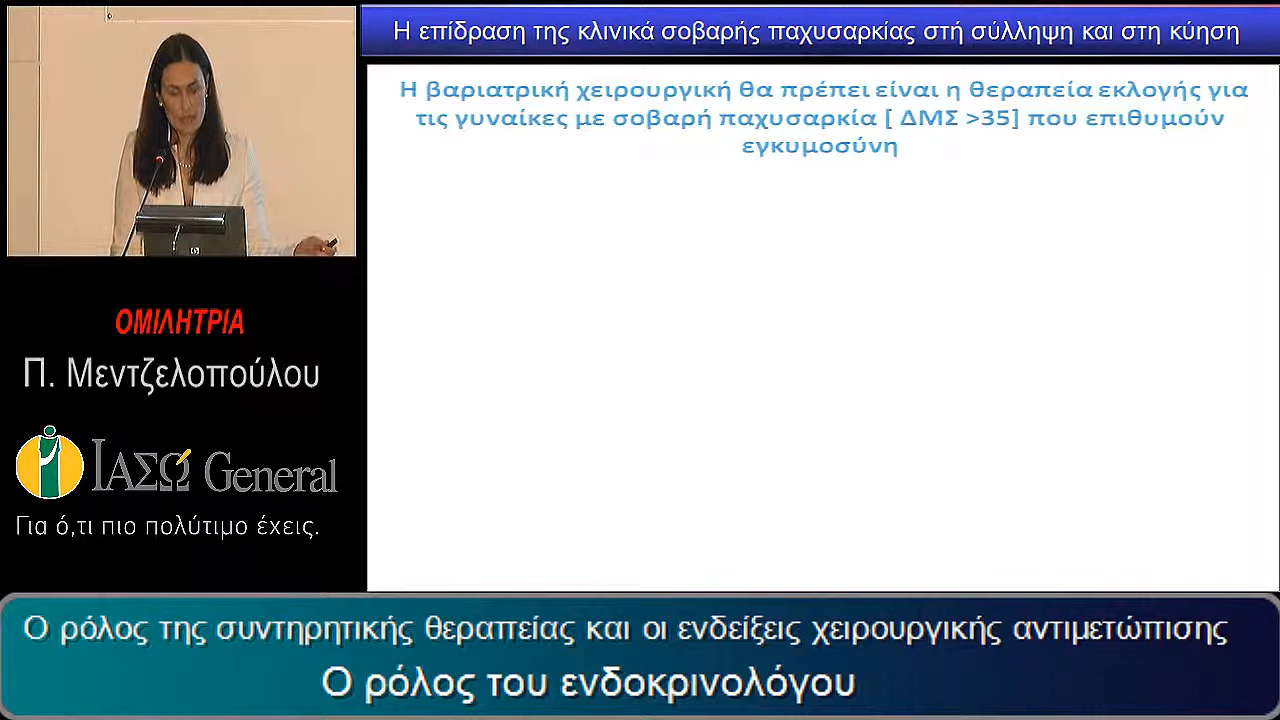 Η επίδραση της κλινικά σοβαρής παχυσαρκίας στή σύλληψη και στη κύηση
Η βαριατρική χειρουργική θα πρέπει είναι η θεραπεία εκλογής για
τις γυναίκες με σοβαρή παχυσαρκία [ ΔΜΣ >35] που επιθυμούν
εγκυμοσύνη
ΟΜΙΛΗΤΡΙΑ
Π. Μεντζελοπούλου
ΙΑΣΩ General
Για ό,τι πιο πολύτιμο έχεις.
Ο ρόλος της συντηρητικής θεραπείας και οι ενδείξεις χειρουργικής αντιμετώπισης
Ο ρόλος του ενδοκρινολόγου